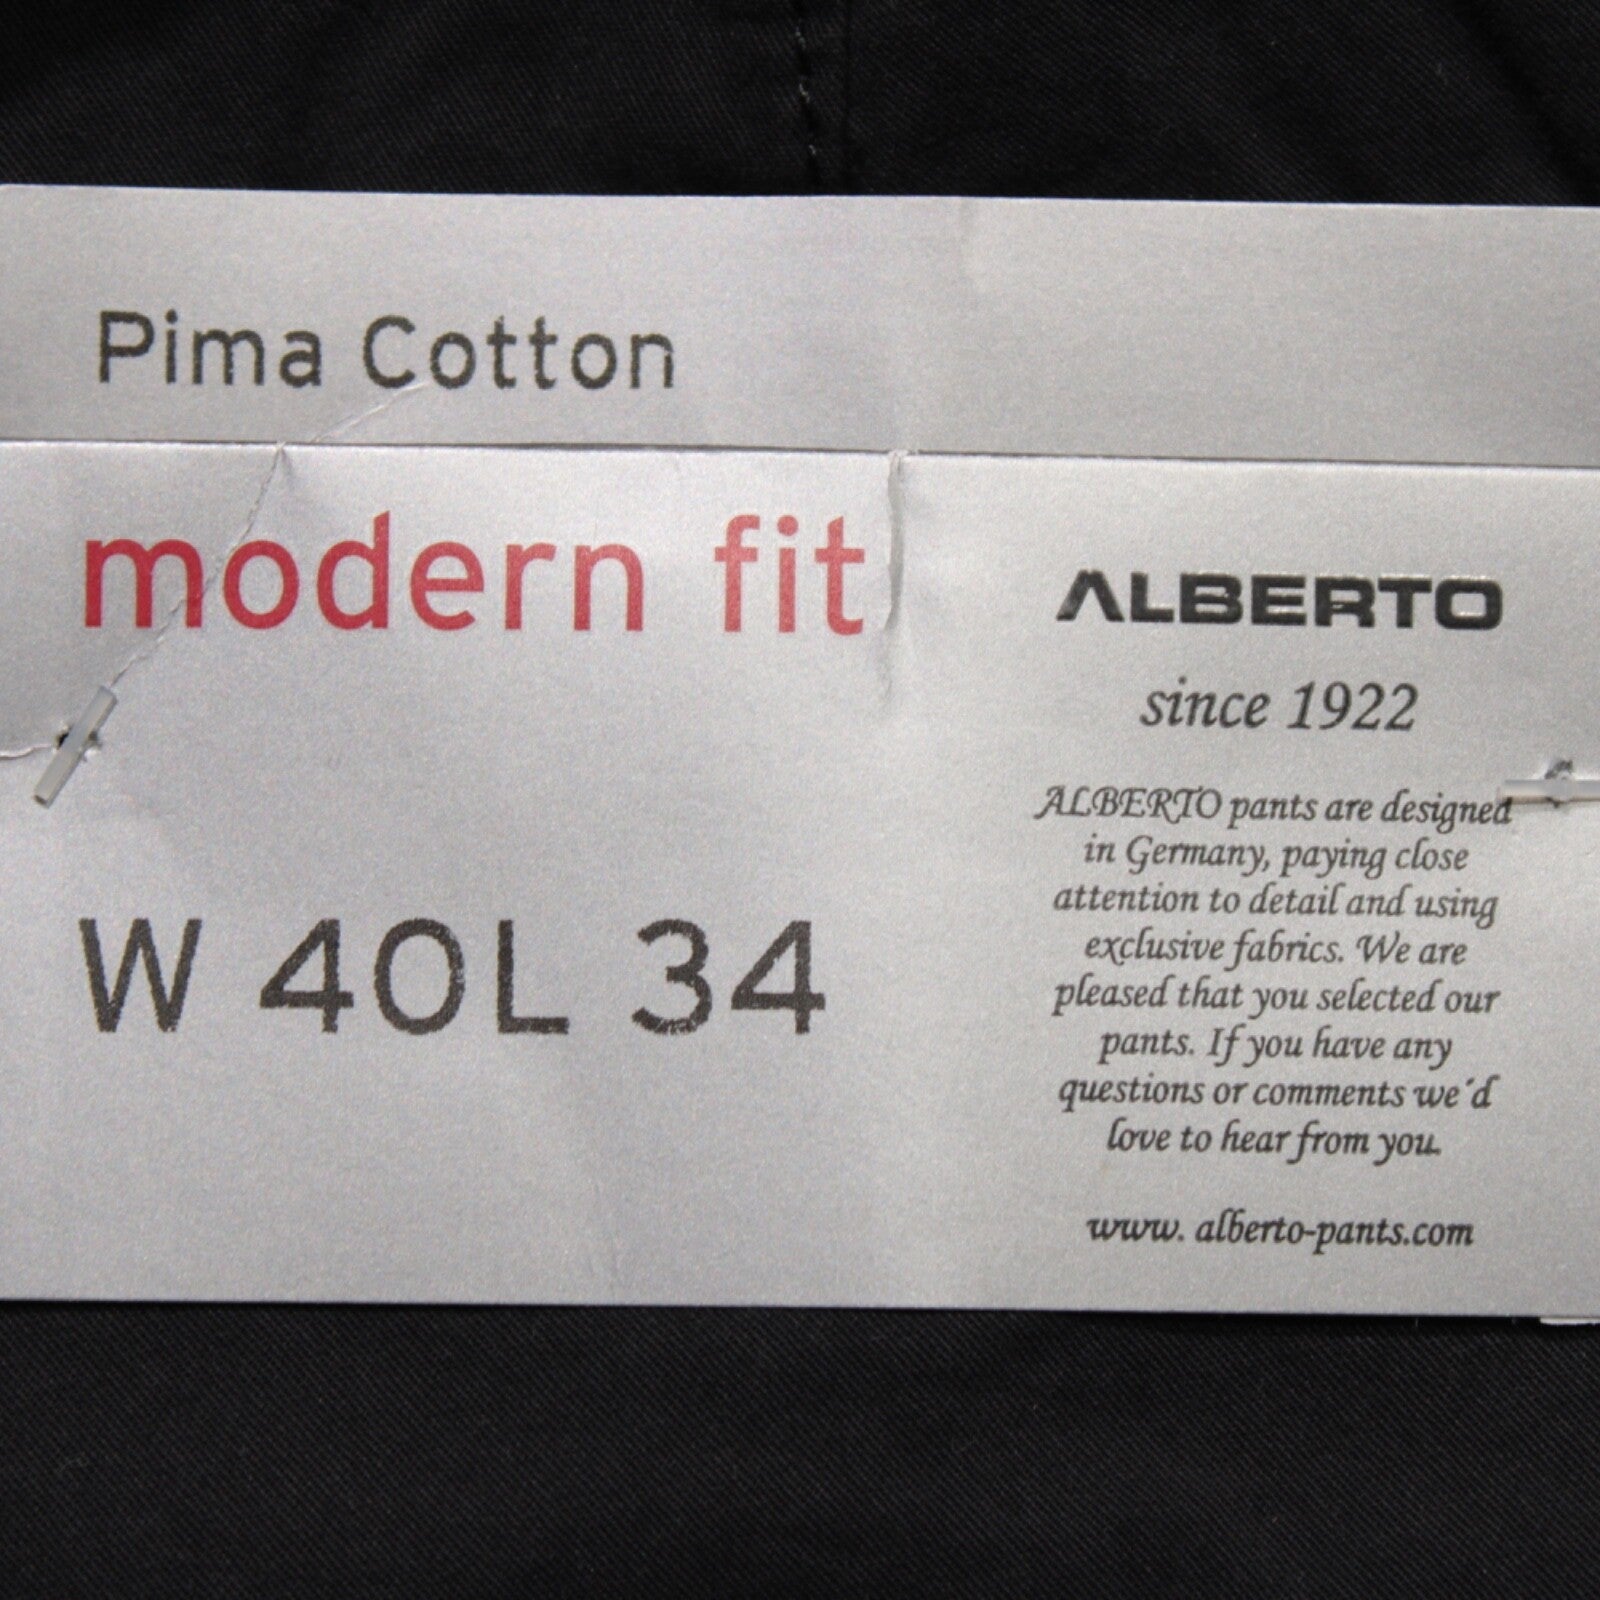 Pima Cotton
modern fit
W 40L 34
ALBERTO
since 1922
ALBERTO pants are designed
in Germany, paying close
attention to detail and using
exclusive fabrics. We are
pleased that you selected our
pants. If you have any
questions or comments we´d
love to hear from you.
www. alberto-pants.com